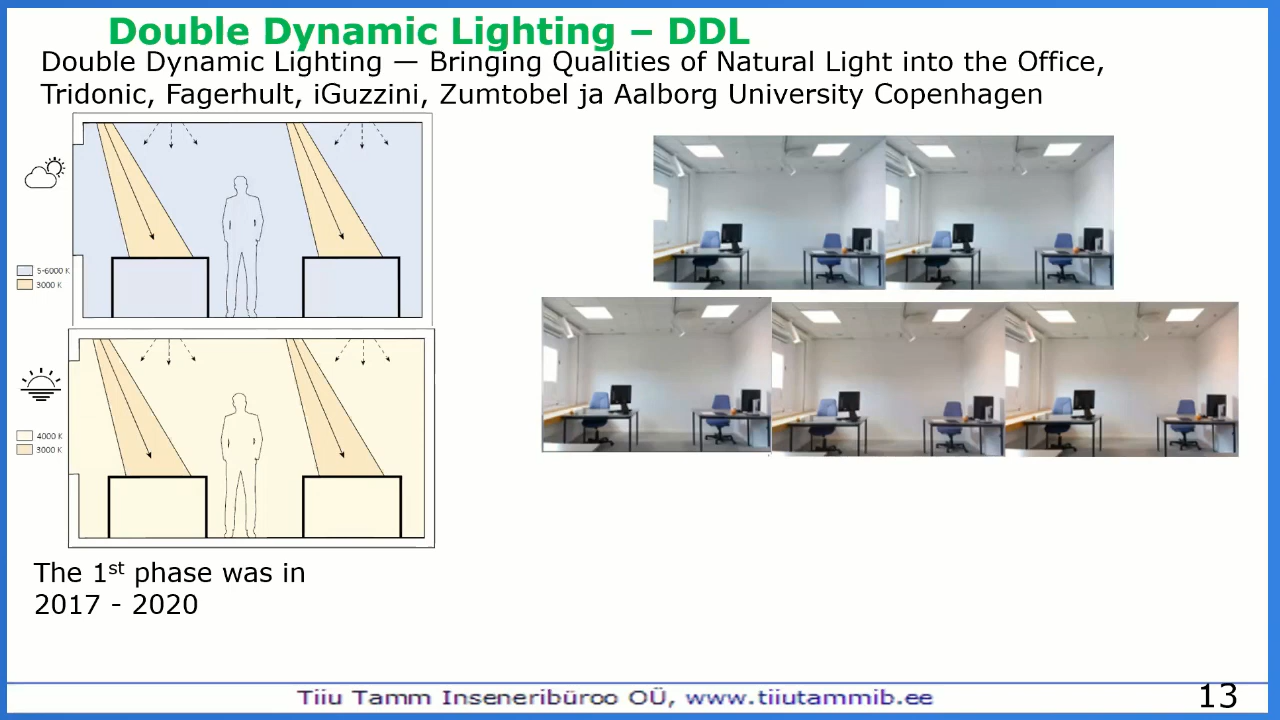 Double Dynamic Lighting – DDL
Double Dynamic Lighting — Bringing Qualities of Natural Light into the Office,
Tridonic, Fagerhult, iGuzzini, Zumtobel ja Aalborg University Copenhagen
5-6000 K
3000 K
4000 K
3000 K
The 1st phase was in
2017 - 2020
Tiiu Tamm Inseneribüroo OÜ, www.tiiutammib.ee
13